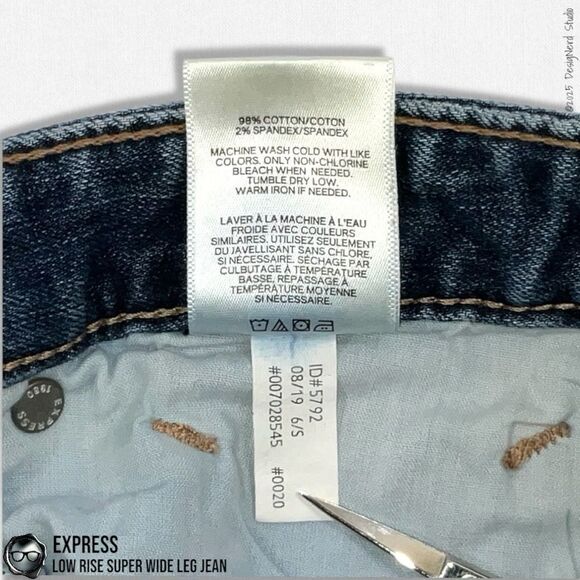 ©2025 DesignNerd Studio
98% COTTON/COTON
2% SPANDEX/SPANDEX
MACHINE WASH COLD WITH LIKE
COLORS. ONLY NON-CHLORINE
BLEACH WHEN NEEDED.
TUMBLE DRY LOW.
WARM IRON IF NEEDED.
LAVER À LA MACHINE À L'EAU
FROIDE AVEC COULEURS
SIMILAIRES. UTILISEZ SEULEMENT
DU JAVELLISANT SANS CHLORE,
SI NÉCESSAIRE. SÉCHAGE PAR
CULBUTAGE À TEMPÉRATURE
BASSE. REPASSAGE À
TEMPÉRATURE MOYENNE
SI NÉCESSAIRE.
ID#5792
08/19 6/S
#007028545 #0020
EXPRESS
1980
EXPRESS
LOW RISE SUPER WIDE LEG JEAN